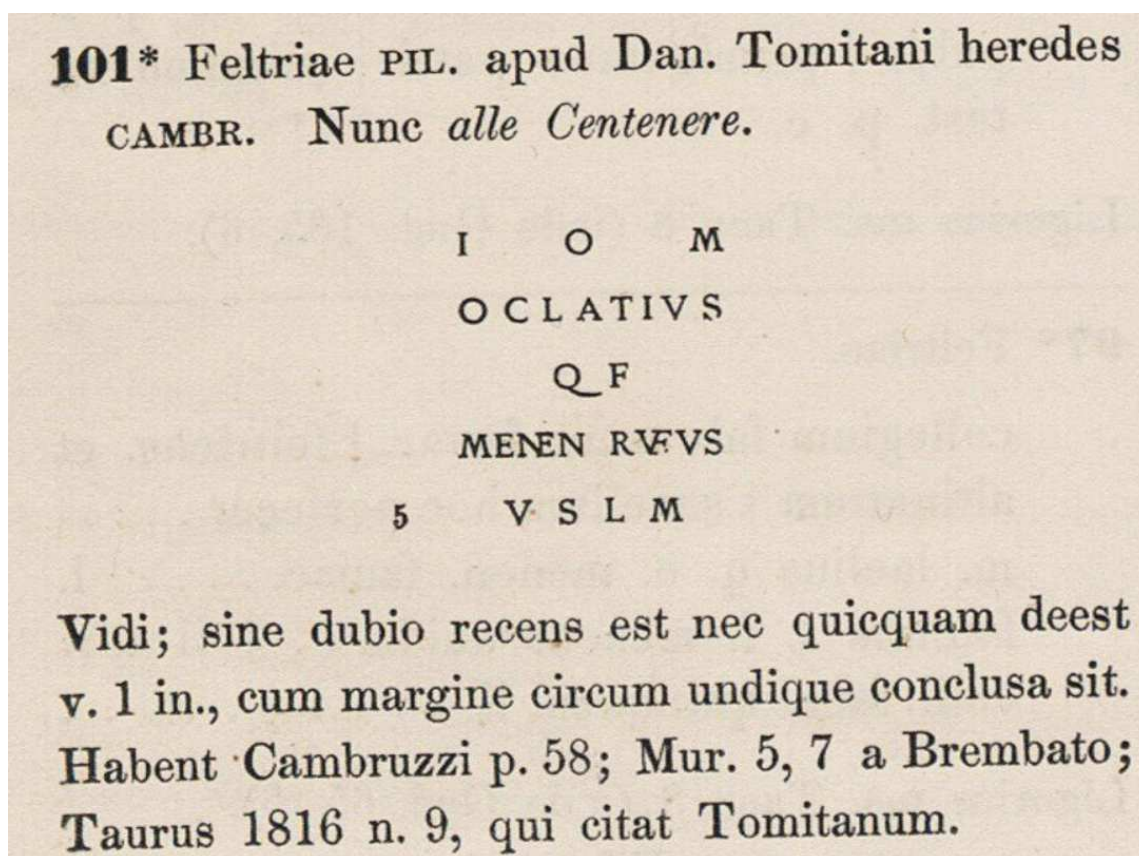 101* Feltriae PIL. apud Dan. Tomitani heredes
CAMBR. Nunc alle Centenere.
I O M
OCLATIVS
Q F
MENEN RVFVS
5 V S L M
Vidi; sine dubio recens est nec quicquam deest
v. 1 in., cum margine circum undique conclusa sit.
Habent Cambruzzi p. 58; Mur. 5, 7 a Brembato;
Taurus 1816 n. 9, qui citat Tomitanum.